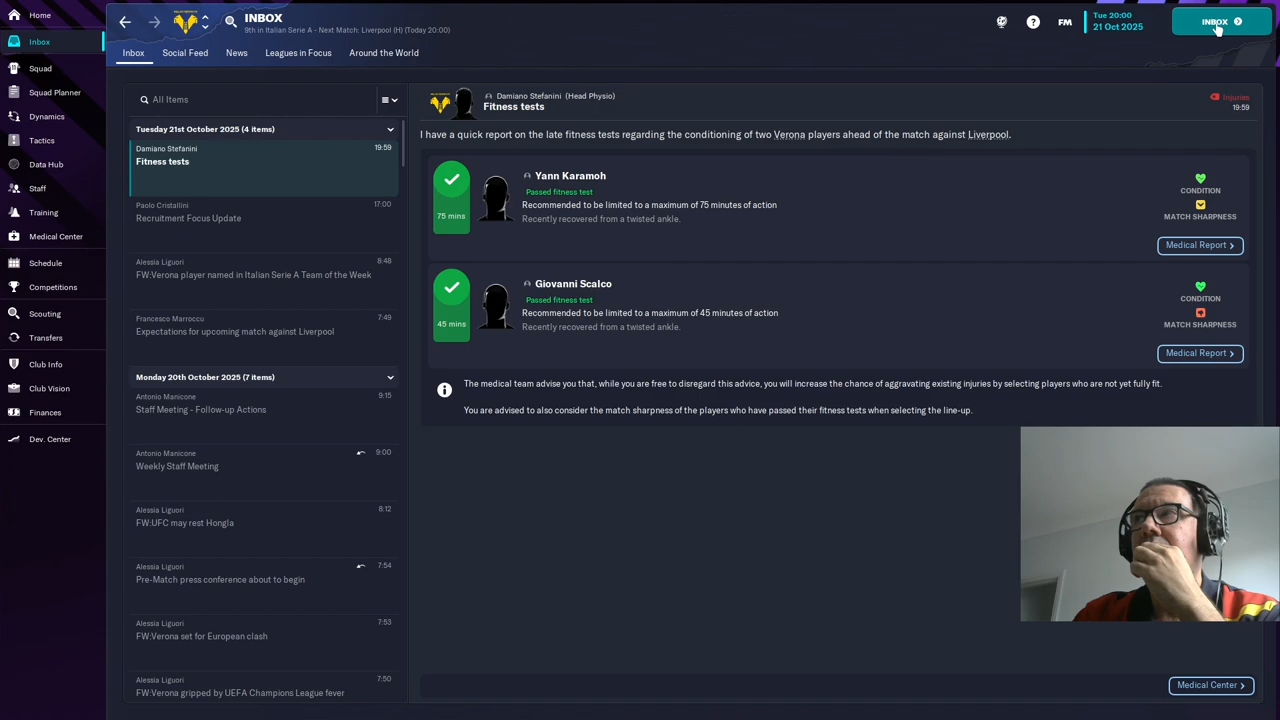 Home
INBOX
9th in Italian Serie A - Next Match: Liverpool (H) (Today 20:00)
FM
Tue 20:00
21 Oct 2025
INBOX
Inbox
Squad
Squad Planner
Dynamics
Tactics
Data Hub
Staff
Training
Medical Center
Schedule
Competitions
Scouting
Transfers
Club Info
Club Vision
Finances
Dev. Center
Inbox
Social Feed
News
Leagues in Focus
Around the World
All Items
Tuesday 21st October 2025 (4 items)
Damiano Stefanini
19:59
Fitness tests
Paolo Cristallini
17:00
Recruitment Focus Update
Alessia Liguori
8:48
FW:Verona player named in Italian Serie A Team of the Week
Francesco Marroccu
7:49
Expectations for upcoming match against Liverpool
Monday 20th October 2025 (7 items)
Antonio Manicone
9:15
Staff Meeting - Follow-up Actions
Antonio Manicone
9:00
Weekly Staff Meeting
Alessia Liguori
8:12
FW:UFC may rest Hongla
Alessia Liguori
7:54
Pre-Match press conference about to begin
Alessia Liguori
7:53
FW:Verona set for European clash
Alessia Liguori
7:50
FW:Verona gripped by UEFA Champions League fever
Damiano Stefanini (Head Physio)
Fitness tests
Injuries
19:59
I have a quick report on the late fitness tests regarding the conditioning of two Verona players ahead of the match against Liverpool.
75 mins
Yann Karamoh
Passed fitness test
Recommended to be limited to a maximum of 75 minutes of action
Recently recovered from a twisted ankle.
CONDITION
MATCH SHARPNESS
Medical Report
45 mins
Giovanni Scalco
Passed fitness test
Recommended to be limited to a maximum of 45 minutes of action
Recently recovered from a twisted ankle.
CONDITION
MATCH SHARPNESS
Medical Report
The medical team advise you that, while you are free to disregard this advice, you will increase the chance of aggravating existing injuries by selecting players who are not yet fully fit.
You are advised to also consider the match sharpness of the players who have passed their fitness tests when selecting the line-up.
Medical Center